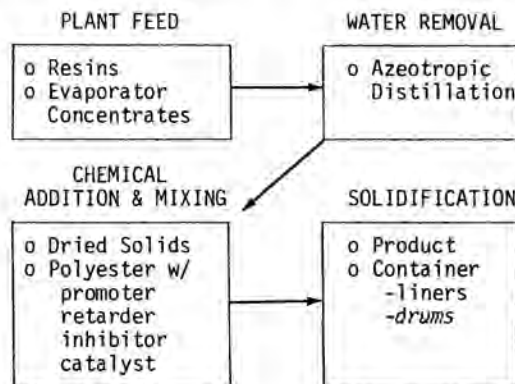 PLANT FEED
o Resins
o Evaporator
Concentrates
WATER REMOVAL
o Azeotropic
Distillation
CHEMICAL
ADDITION & MIXING
o Dried Solids
o Polyester w/
promoter
retarder
inhibitor
catalyst
SOLIDIFICATION
o Product
o Container
-liners
-drums